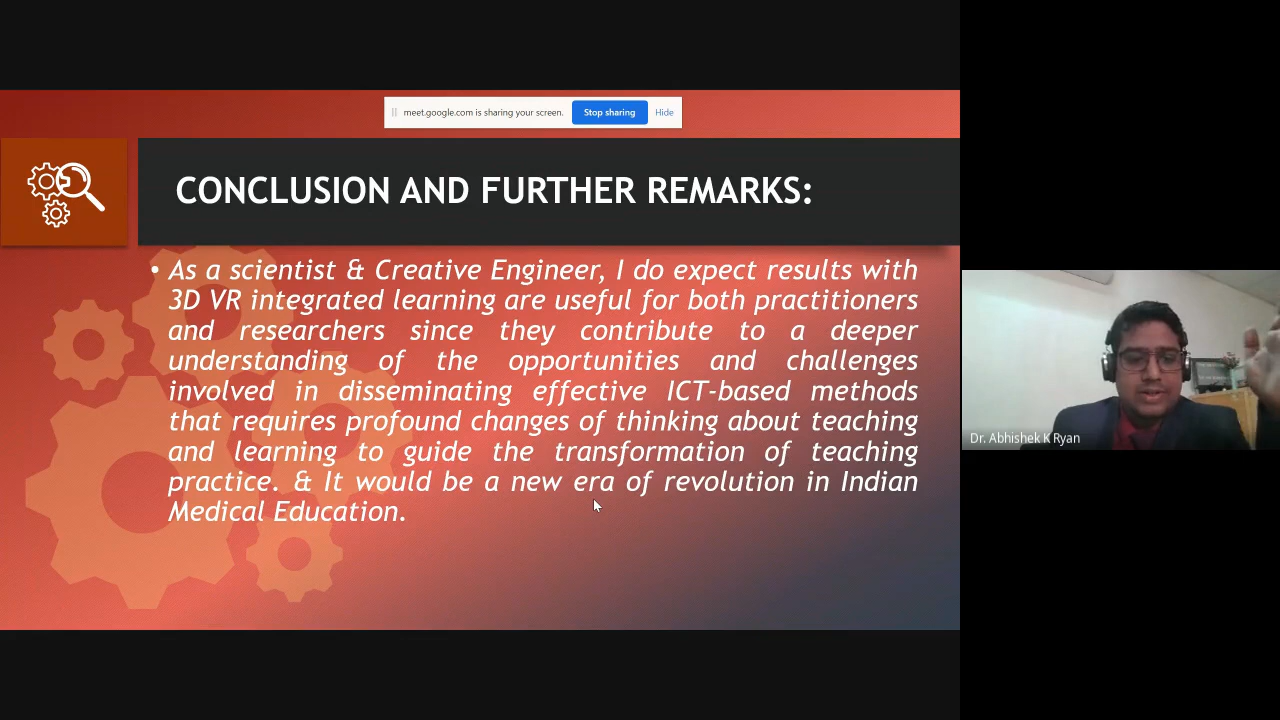 meet.google.com is sharing your screen. Stop sharing Hide
CONCLUSION AND FURTHER REMARKS:
• As a scientist & Creative Engineer, I do expect results with
3D VR integrated learning are useful for both practitioners
and researchers since they contribute to a deeper
understanding of the opportunities and challenges
involved in disseminating effective ICT-based methods
that requires profound changes of thinking about teaching
and learning to guide the transformation of teaching
practice. & It would be a new era of revolution in Indian
Medical Education.
Dr. Abhishek K Ryan